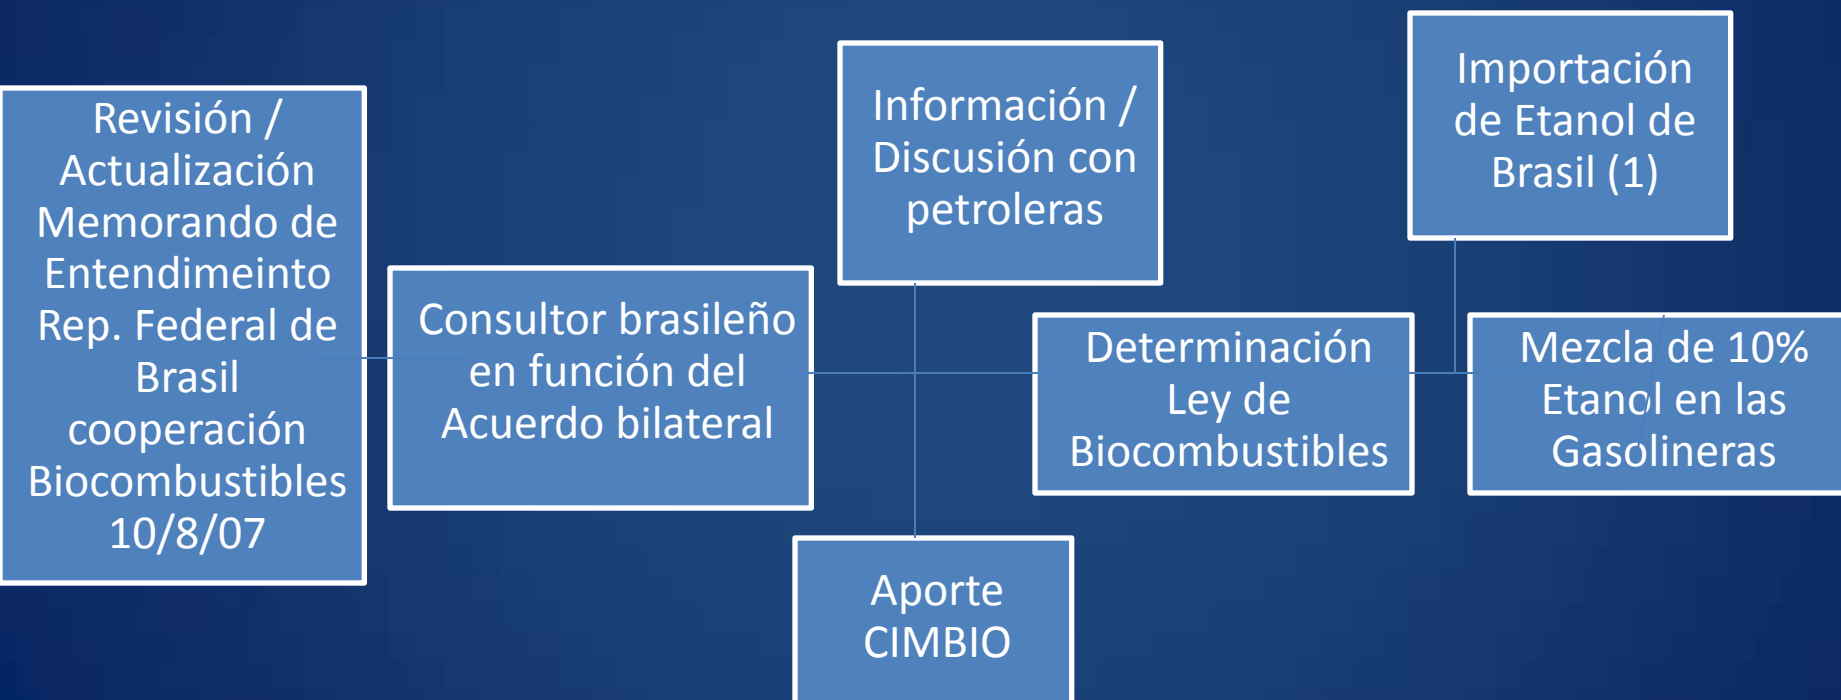 Revisión /
Actualización
Memorando de
Entendimeinto
Rep. Federal de
Brasil
cooperación
Biocombustibles
10/8/07
Consultor brasileño
en función del
Acuerdo bilateral
Información /
Discusión con
petroleras
Aporte
CIMBIO
Determinación
Ley de
Biocombustibles
Importación
de Etanol de
Brasil (1)
Mezcla de 10%
Etanol en las
Gasolineras